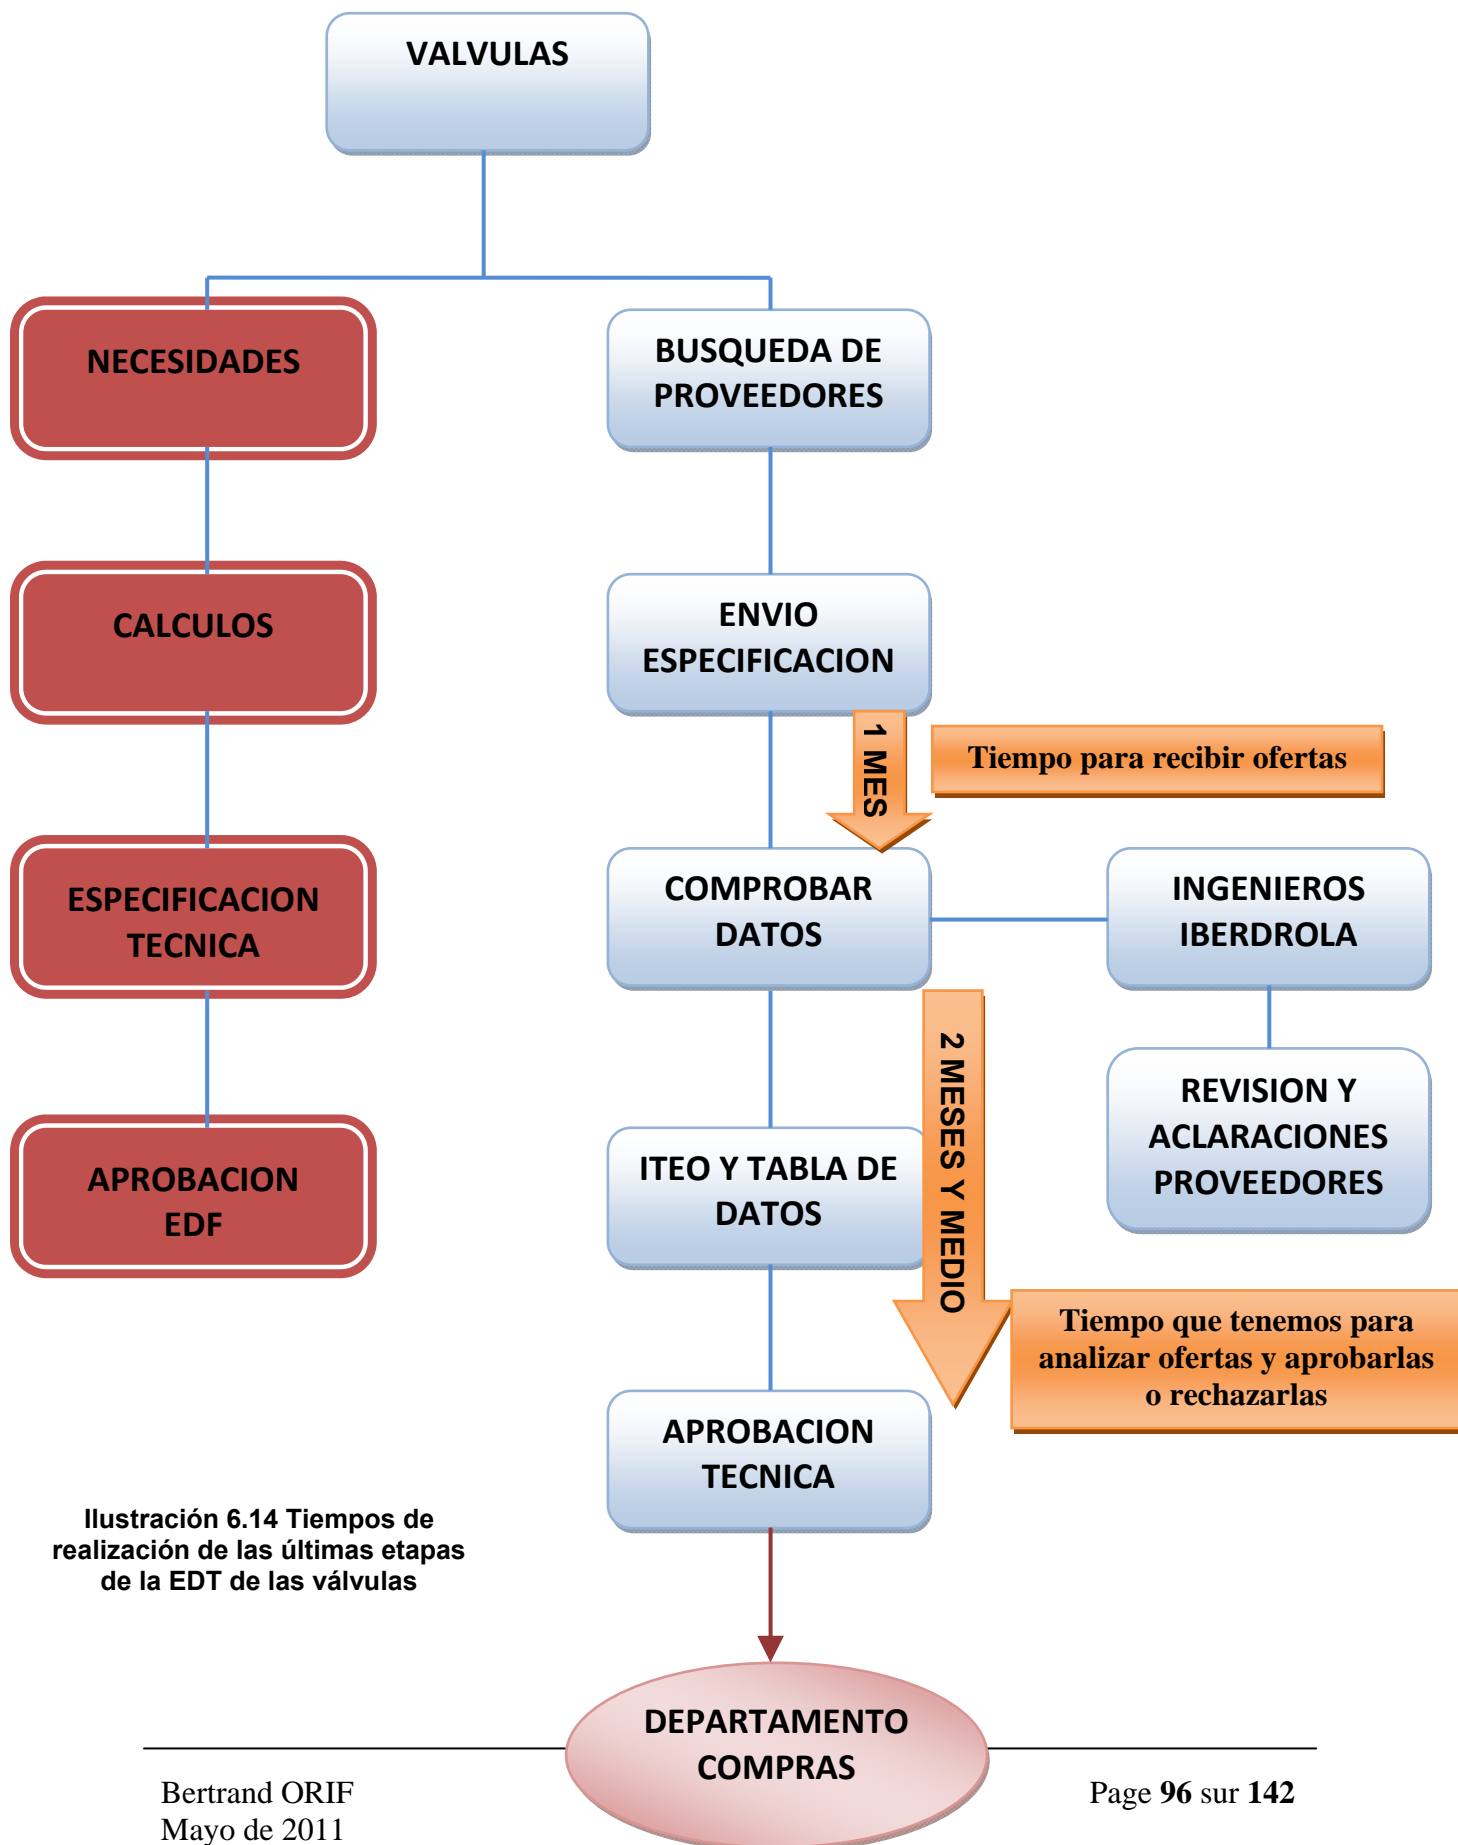 VALVULAS
NECESIDADES
BUSQUEDA DE
PROVEEDORES
CALCULOS
ENVIO
ESPECIFICACION
1 MES
Tiempo para recibir ofertas
ESPECIFICACION
TECNICA
COMPROBAR
DATOS
INGENIEROS
IBERDROLA
2 MESES Y MEDIO
REVISION Y
ACLARACIONES
PROVEEDORES
APROBACION
EDF
ITEO Y TABLA DE
DATOS
Tiempo que tenemos para
analizar ofertas y aprobarlas
o rechazarlas
APROBACION
TECNICA
Ilustración 6.14 Tiempos de
realización de las últimas etapas
de la EDT de las válvulas
DEPARTAMENTO
COMPRAS
Bertrand ORIF
Mayo de 2011
Page 96 sur 142